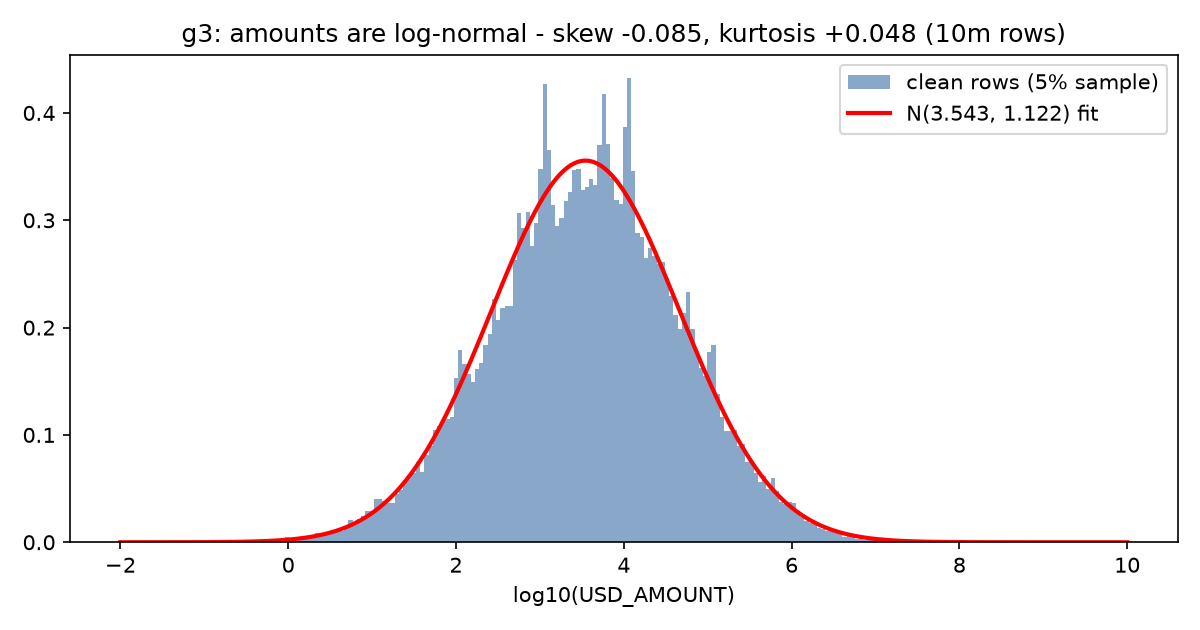 g3: amounts are log-normal - skew -0.085, kurtosis +0.048 (10m rows)
clean rows (5% sample)
N(3.543, 1.122) fit
0.4
0.3
0.2
0.1
0.0
−2 0 2 4 6 8 10
log10(USD_AMOUNT)